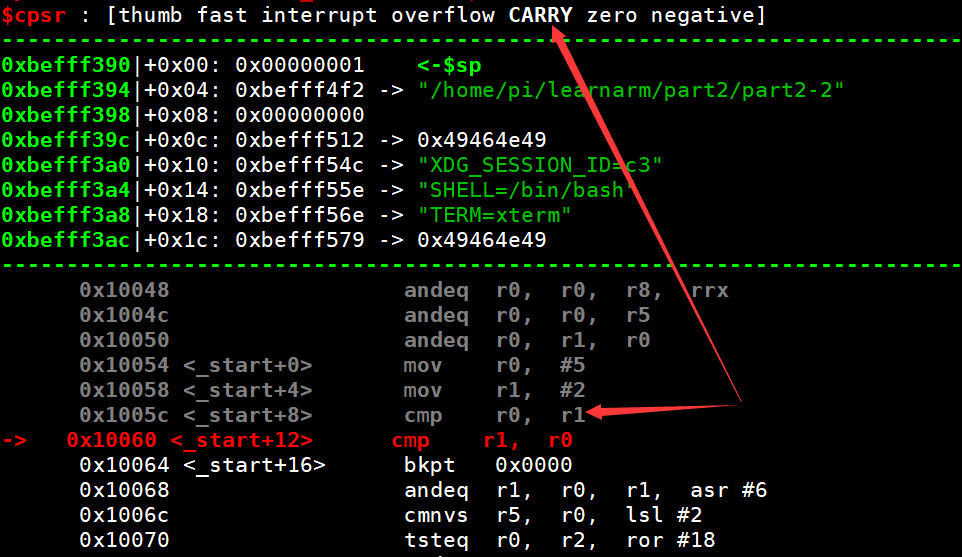 $cpsr : [thumb fast interrupt overflow CARRY zero negative]
0xbefff390|+0x00: 0x00000001    <-$sp
0xbefff394|+0x04: 0xbefff4f2 -> "/home/pi/learnarm/part2/part2-2"
0xbefff398|+0x08: 0x00000000
0xbefff39c|+0x0c: 0xbefff512 -> 0x49464e49
0xbefff3a0|+0x10: 0xbefff54c -> "XDG_SESSION_ID=c3"
0xbefff3a4|+0x14: 0xbefff55e -> "SHELL=/bin/bash"
0xbefff3a8|+0x18: 0xbefff56e -> "TERM=xterm"
0xbefff3ac|+0x1c: 0xbefff579 -> 0x49464e49
0x10048                  andeq  r0,  r0,  r8,  rrx
0x1004c                  andeq  r0,  r0,  r5
0x10050                  andeq  r0,  r1,  r0
0x10054 <_start+0>       mov    r0,  #5
0x10058 <_start+4>       mov    r1,  #2
0x1005c <_start+8>       cmp    r0,  r1
->   0x10060 <_start+12>      cmp    r1,  r0
0x10064 <_start+16>      bkpt   0x0000
0x10068                  andeq  r1,  r0,  r1,  asr #6
0x1006c                  cmnvs  r5,  r0,  lsl #2
0x10070                  tsteq  r0,  r2,  ror #18